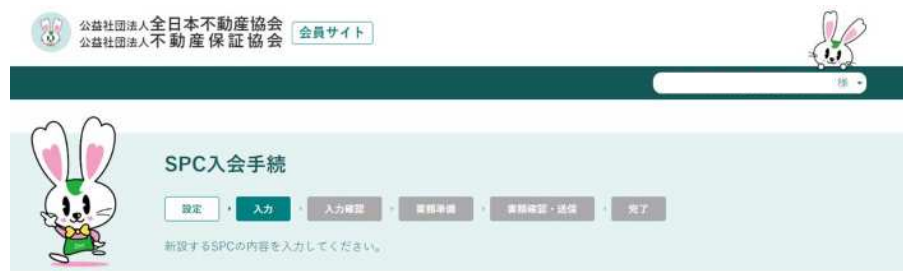 公益社団法人全日本不動産協会
公益社団法人不動産保証協会
会員サイト
様
SPC入会手続
設定
入力
入力確認
書類準備
書類確認・送信
完了
新設するSPCの内容を入力してください。